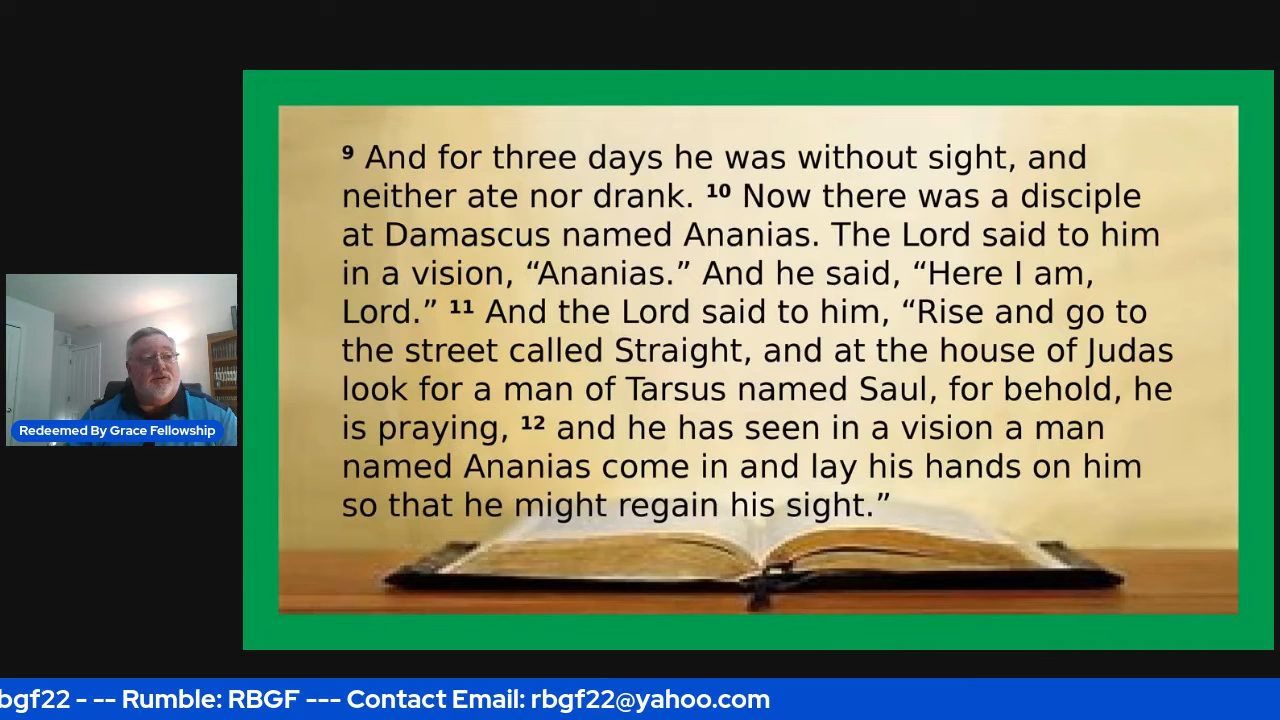 ⁹ And for three days he was without sight, and
neither ate nor drank. ¹⁰ Now there was a disciple
at Damascus named Ananias. The Lord said to him
in a vision, “Ananias.” And he said, “Here I am,
Lord.” ¹¹ And the Lord said to him, “Rise and go to
the street called Straight, and at the house of Judas
look for a man of Tarsus named Saul, for behold, he
is praying, ¹² and he has seen in a vision a man
named Ananias come in and lay his hands on him
so that he might regain his sight.”
Redeemed By Grace Fellowship
bgf22 - -- Rumble: RBGF --- Contact Email: rbgf22@yahoo.com